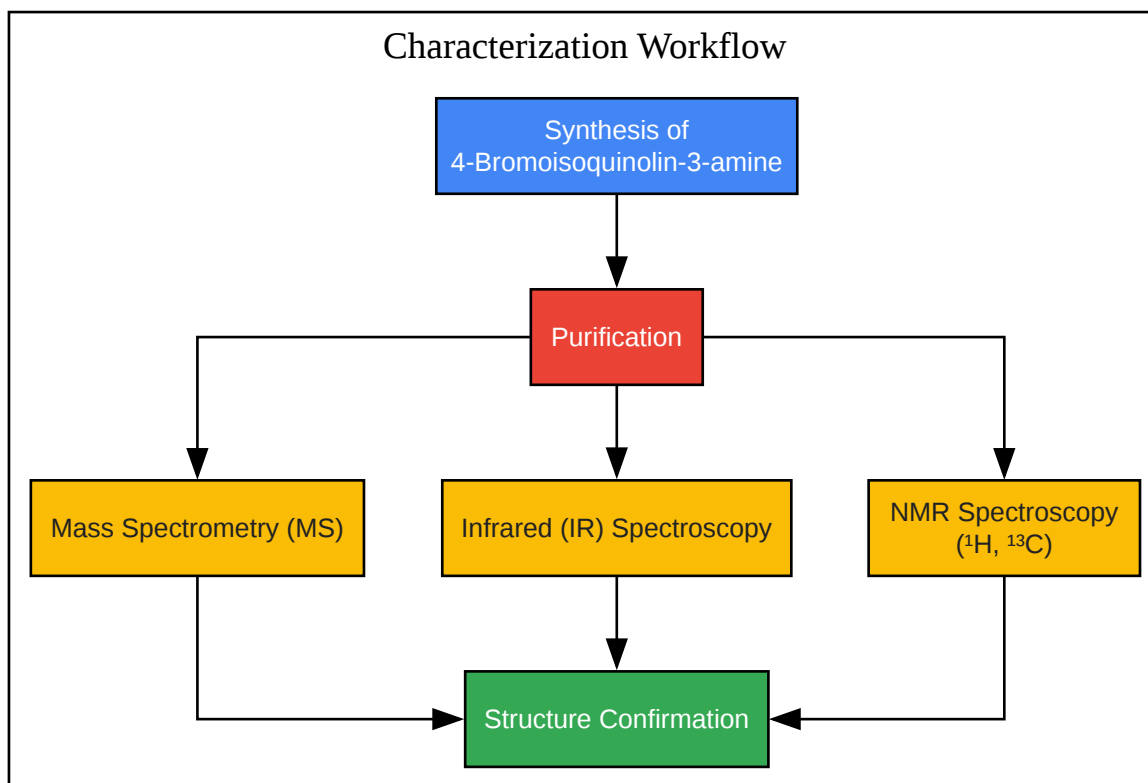 Characterization Workflow
Synthesis of
4-Bromoisoquinolin-3-amine
Purification
Mass Spectrometry (MS)
Infrared (IR) Spectroscopy
NMR Spectroscopy
(¹H, ¹³C)
Structure Confirmation